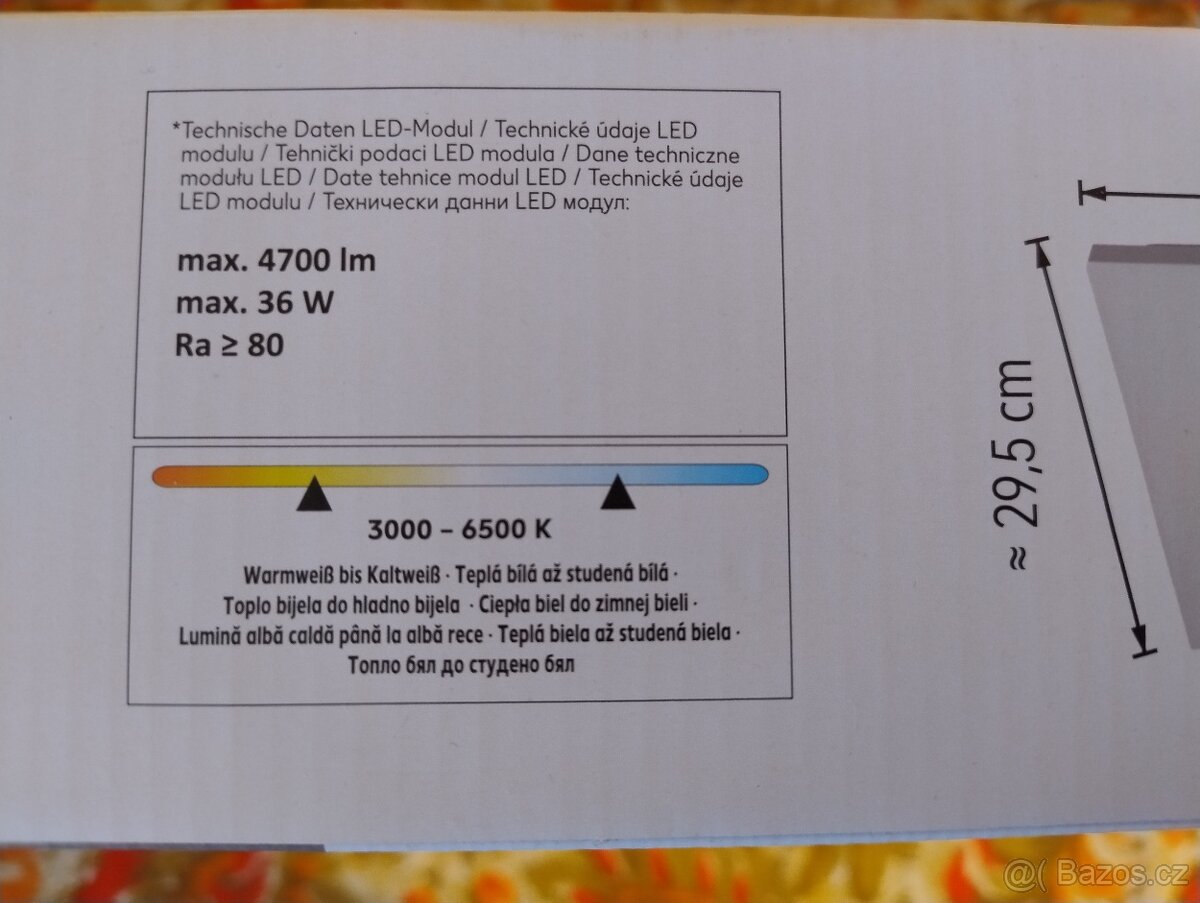 *Technische Daten LED-Modul / Technické údaje LED
modulu / Tehnički podaci LED modula / Dane techniczne
modułu LED / Date tehnice modul LED / Technické údaje
LED modulu / Технически данни LED модул:
max. 4700 lm
max. 36 W
Ra ≥ 80
3000 – 6500 K
Warmweiß bis Kaltweiß · Teplá bílá až studená bílá ·
Toplo bijela do hladno bijela · Ciepła biel do zimnej bieli ·
Lumină albă caldă până la albă rece · Teplá biela až studená biela ·
Топло бял до студено бял
≈ 29,5 cm
@( Bazos.cz